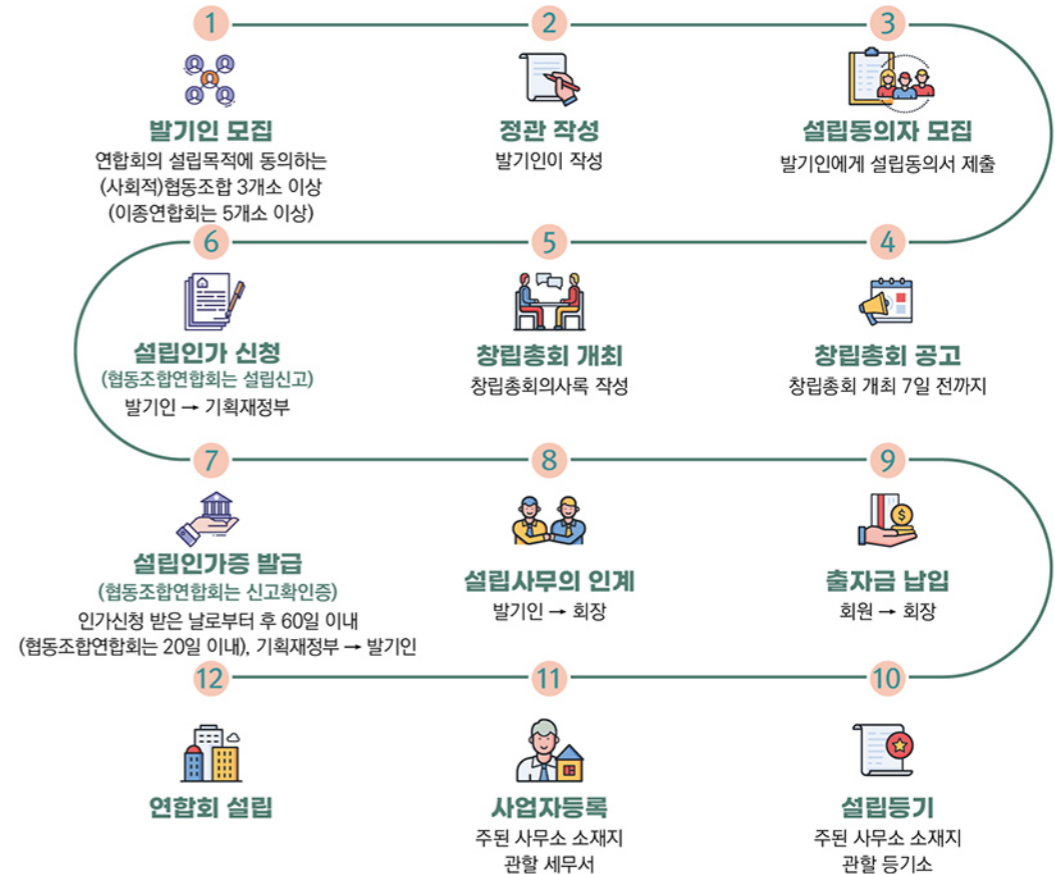 1
발기인 모집
연합회의 설립목적에 동의하는
(사회적)협동조합 3개소 이상
(이종연합회는 5개소 이상)
2
정관 작성
발기인이 작성
3
설립동의자 모집
발기인에게 설립동의서 제출
4
창립총회 공고
창립총회 개최 7일 전까지
5
창립총회 개최
창립총회의사록 작성
6
설립인가 신청
(협동조합연합회는 설립신고)
발기인 → 기획재정부
7
설립인가증 발급
(협동조합연합회는 신고확인증)
인가신청 받은 날로부터 후 60일 이내
(협동조합연합회는 20일 이내), 기획재정부 → 발기인
8
설립사무의 인계
발기인 → 회장
9
출자금 납입
회원 → 회장
10
설립등기
주된 사무소 소재지
관할 등기소
11
사업자등록
주된 사무소 소재지
관할 세무서
12
연합회 설립